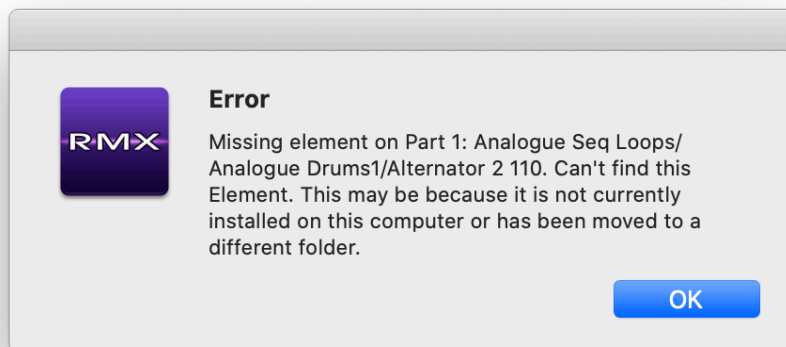 RMX
Error
Missing element on Part 1: Analogue Seq Loops/
Analogue Drums1/Alternator 2 110. Can't find this
Element. This may be because it is not currently
installed on this computer or has been moved to a
different folder.
OK